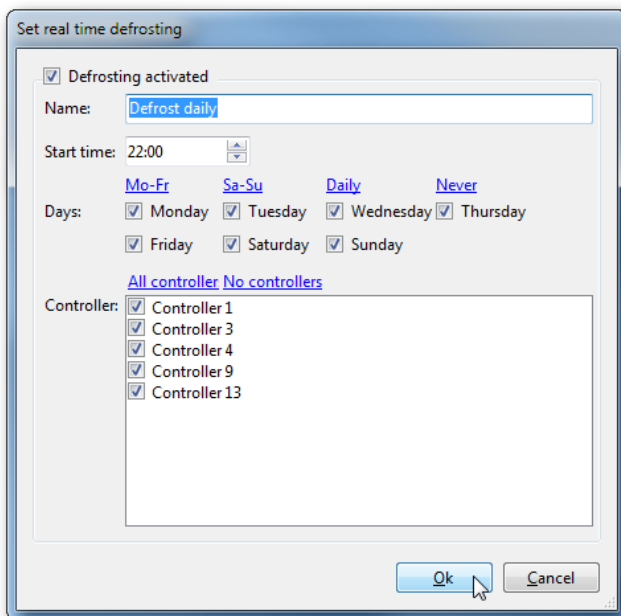 Set real time defrosting
Defrosting activated
Name: Defrost daily
Start time: 22:00
Mo-Fr Sa-Su Daily Never
Days: Monday Tuesday Wednesday Thursday
Friday Saturday Sunday
All controller No controllers
Controller: Controller 1
Controller 3
Controller 4
Controller 9
Controller 13
Ok Cancel